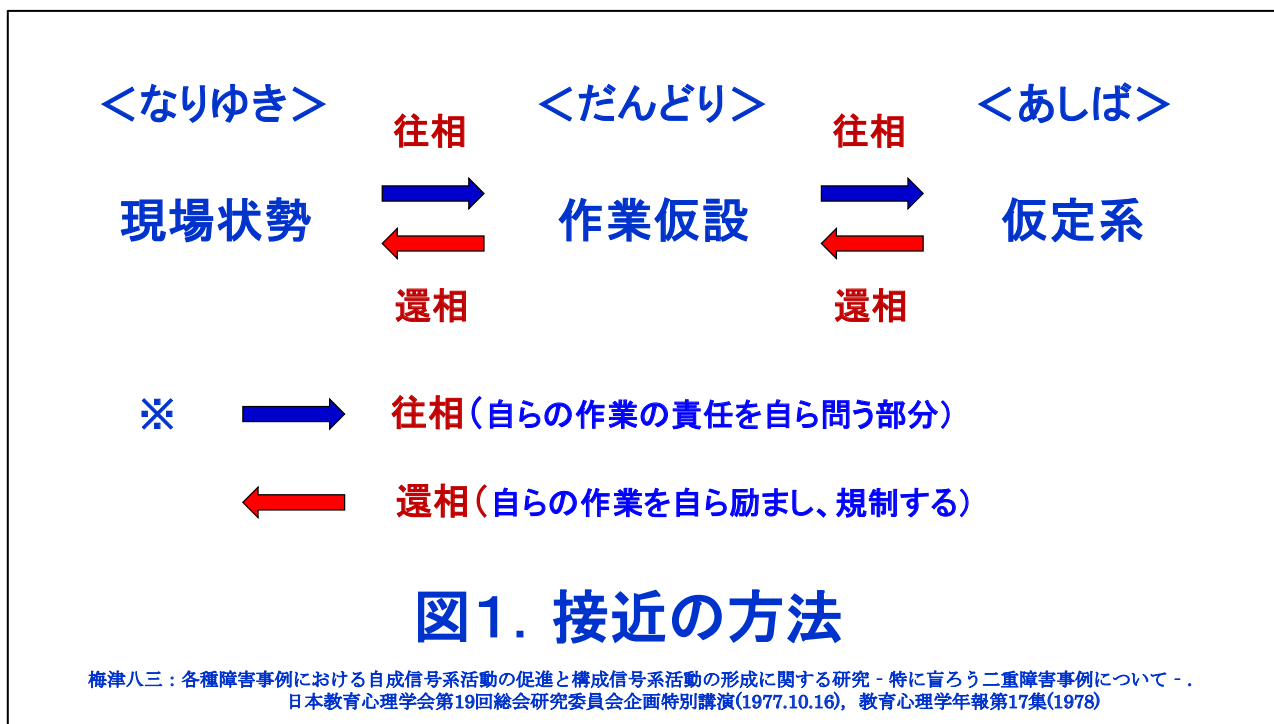 ＜なりゆき＞ ＜だんどり＞ ＜あしば＞
往相 往相
現場状勢 作業仮設 仮定系
還相 還相
※ 往相（自らの作業の責任を自ら問う部分）
還相（自らの作業を自ら励まし、規制する）
図１．接近の方法
梅津八三：各種障害事例における自成信号系活動の促進と構成信号系活動の形成に関する研究 - 特に盲ろう二重障害事例について - ．
日本教育心理学会第19回総会研究委員会企画特別講演(1977.10.16)，教育心理学年報第17集(1978)